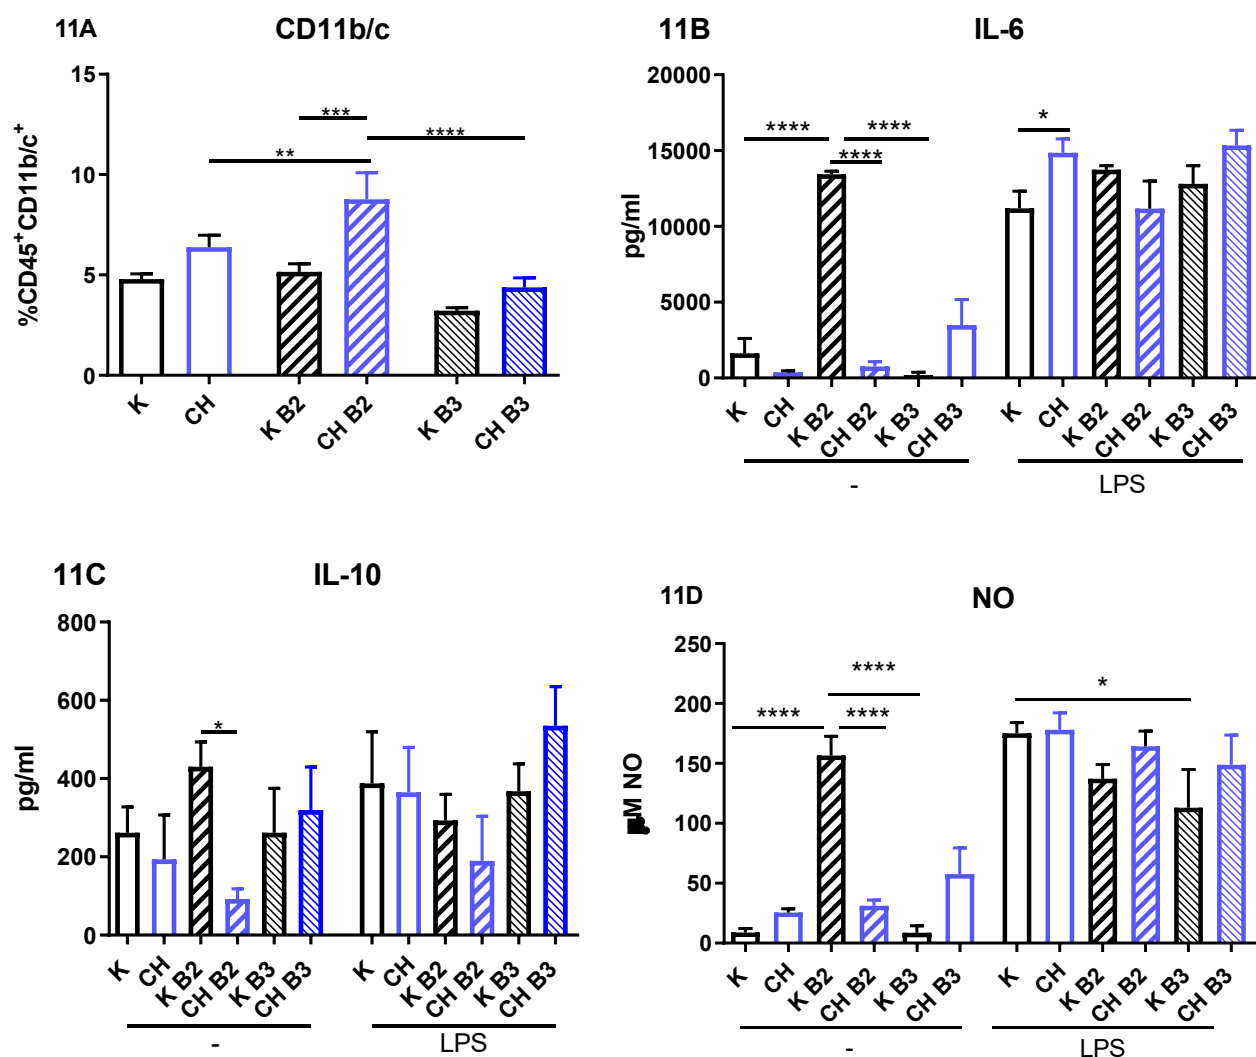 11A
CD11b/c
%CD45+ CD11b/c+
15
10
5
0
***
****
**
K
CH
K B2
CH B2
K B3
CH B3
11B
IL-6
pg/ml
20000
15000
10000
5000
0
****
****
****
*
K
CH
K B2
CH B2
K B3
CH B3
K
CH
K B2
CH B2
K B3
CH B3
-
LPS
11C
IL-10
pg/ml
800
600
400
200
0
*
K
CH
K B2
CH B2
K B3
CH B3
K
CH
K B2
CH B2
K B3
CH B3
-
LPS
11D
NO
M NO
250
200
150
100
50
0
****
****
****
*
K
CH
K B2
CH B2
K B3
CH B3
K
CH
K B2
CH B2
K B3
CH B3
-
LPS